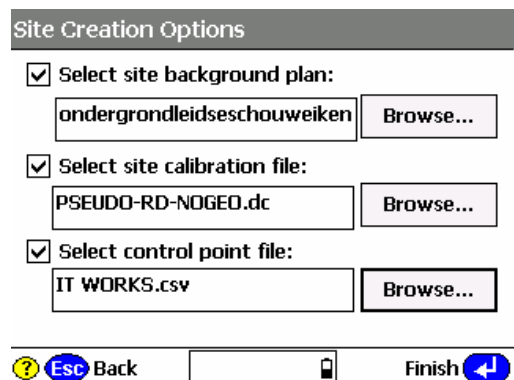 Site Creation Options
Select site background plan:
ondergrondleidseschouweiken
Browse...
Select site calibration file:
PSEUDO-RD-NOGEO.dc
Browse...
Select control point file:
IT WORKS.csv
Browse...
? Esc Back Finish